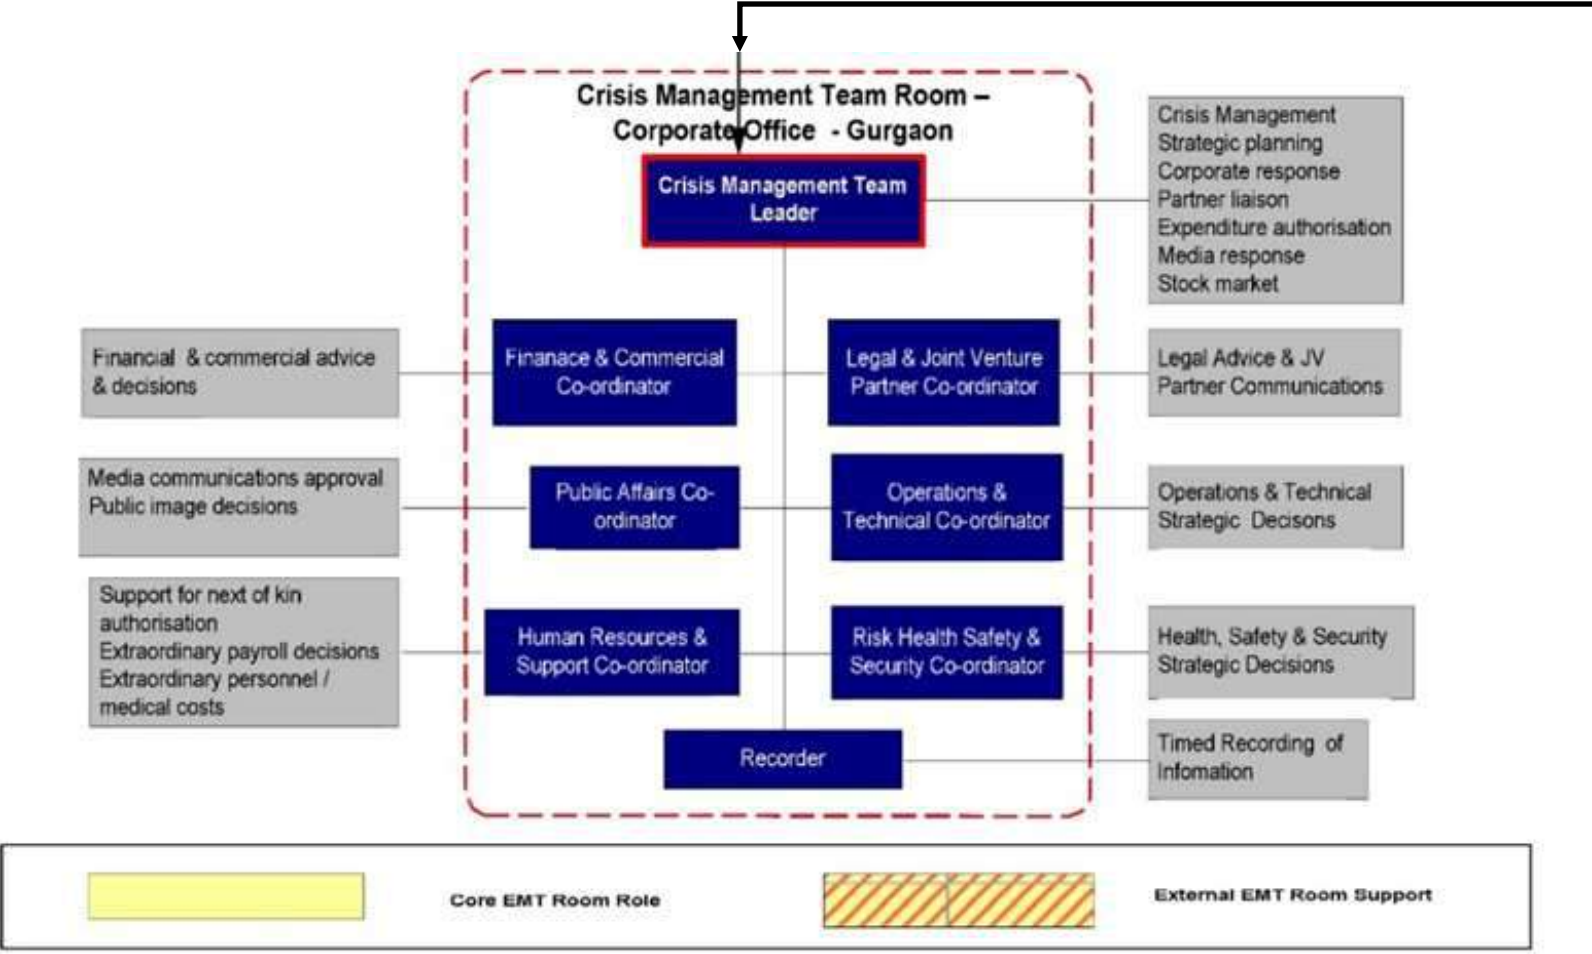 Crisis Management Team Room –
Corporate Office - Gurgaon
Crisis Management Team
Leader
Crisis Management
Strategic planning
Corporate response
Partner liaison
Expenditure authorisation
Media response
Stock market
Financial & commercial advice
& decisions
Finanace & Commercial
Co-ordinator
Legal & Joint Venture
Partner Co-ordinator
Legal Advice & JV
Partner Communications
Media communications approval
Public image decisions
Public Affairs Co-
ordinator
Operations &
Technical Co-ordinator
Operations & Technical
Strategic Decisons
Support for next of kin
authorisation
Extraordinary payroll decisions
Extraordinary personnel /
medical costs
Human Resources &
Support Co-ordinator
Risk Health Safety &
Security Co-ordinator
Health, Safety & Security
Strategic Decisions
Recorder
Timed Recording of
Infomation
Core EMT Room Role
External EMT Room Support